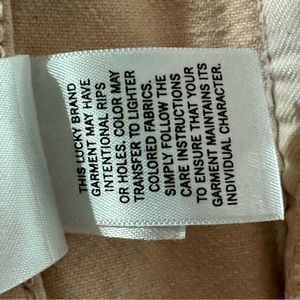 THIS LUCKY BRAND
GARMENT MAY HAVE
INTENTIONAL RIPS
OR HOLES. COLOR MAY
TRANSFER TO LIGHTER
COLORED FABRICS.
SIMPLY FOLLOW THE
CARE INSTRUCTIONS
TO ENSURE THAT YOUR
GARMENT MAINTAINS ITS
INDIVIDUAL CHARACTER.